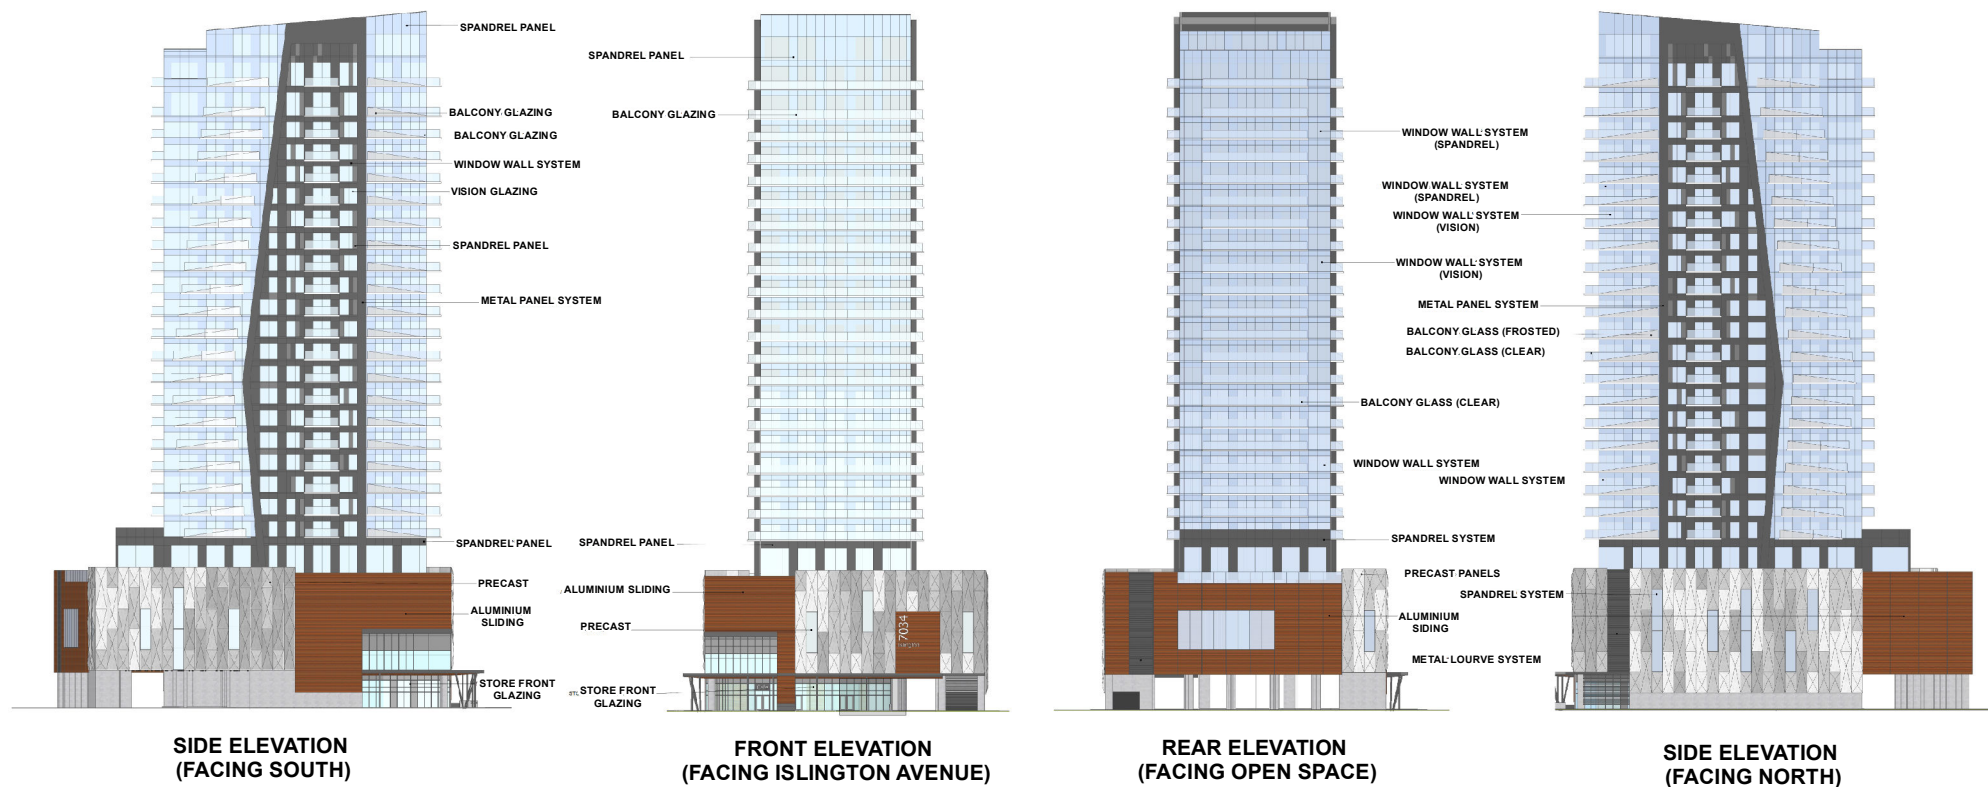 SPANDREL PANEL
BALCONY GLAZING
BALCONY GLAZING
WINDOW WALL SYSTEM
VISION GLAZING
SPANDREL PANEL
METAL PANEL SYSTEM
SPANDREL PANEL
PRECAST
ALUMINIUM
SLIDING
STORE FRONT
GLAZING
SIDE ELEVATION
(FACING SOUTH)
SPANDREL PANEL
BALCONY GLAZING
SPANDREL PANEL
ALUMINIUM SLIDING
PRECAST
7034
STORE FRONT
GLAZING
FRONT ELEVATION
(FACING ISLINGTON AVENUE)
WINDOW WALL SYSTEM
(SPANDREL)
WINDOW WALL SYSTEM
(VISION)
BALCONY GLASS (CLEAR)
WINDOW WALL SYSTEM
SPANDREL SYSTEM
PRECAST PANELS
ALUMINIUM
SIDING
METAL LOURVE SYSTEM
REAR ELEVATION
(FACING OPEN SPACE)
WINDOW WALL SYSTEM
(SPANDREL)
WINDOW WALL SYSTEM
(VISION)
METAL PANEL SYSTEM
BALCONY GLASS (FROSTED)
BALCONY GLASS (CLEAR)
WINDOW WALL SYSTEM
SPANDREL SYSTEM
SIDE ELEVATION
(FACING NORTH)